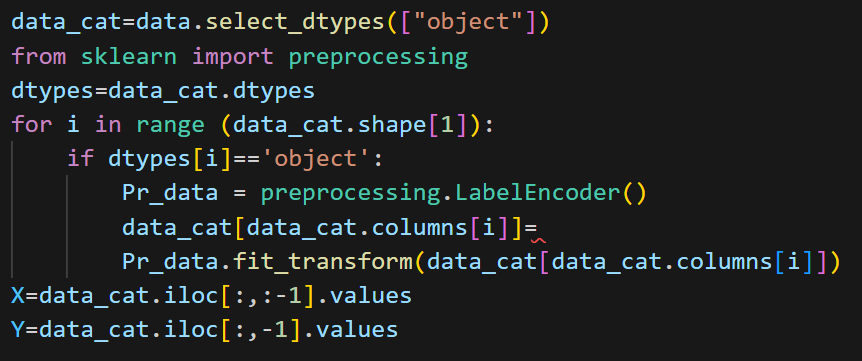 data_cat=data.select_dtypes(["object"])
from sklearn import preprocessing
dtypes=data_cat.dtypes
for i in range (data_cat.shape[1]):
    if dtypes[i]=='object':
        Pr_data = preprocessing.LabelEncoder()
        data_cat[data_cat.columns[i]]=
        Pr_data.fit_transform(data_cat[data_cat.columns[i]])
X=data_cat.iloc[:,:-1].values
Y=data_cat.iloc[:,-1].values